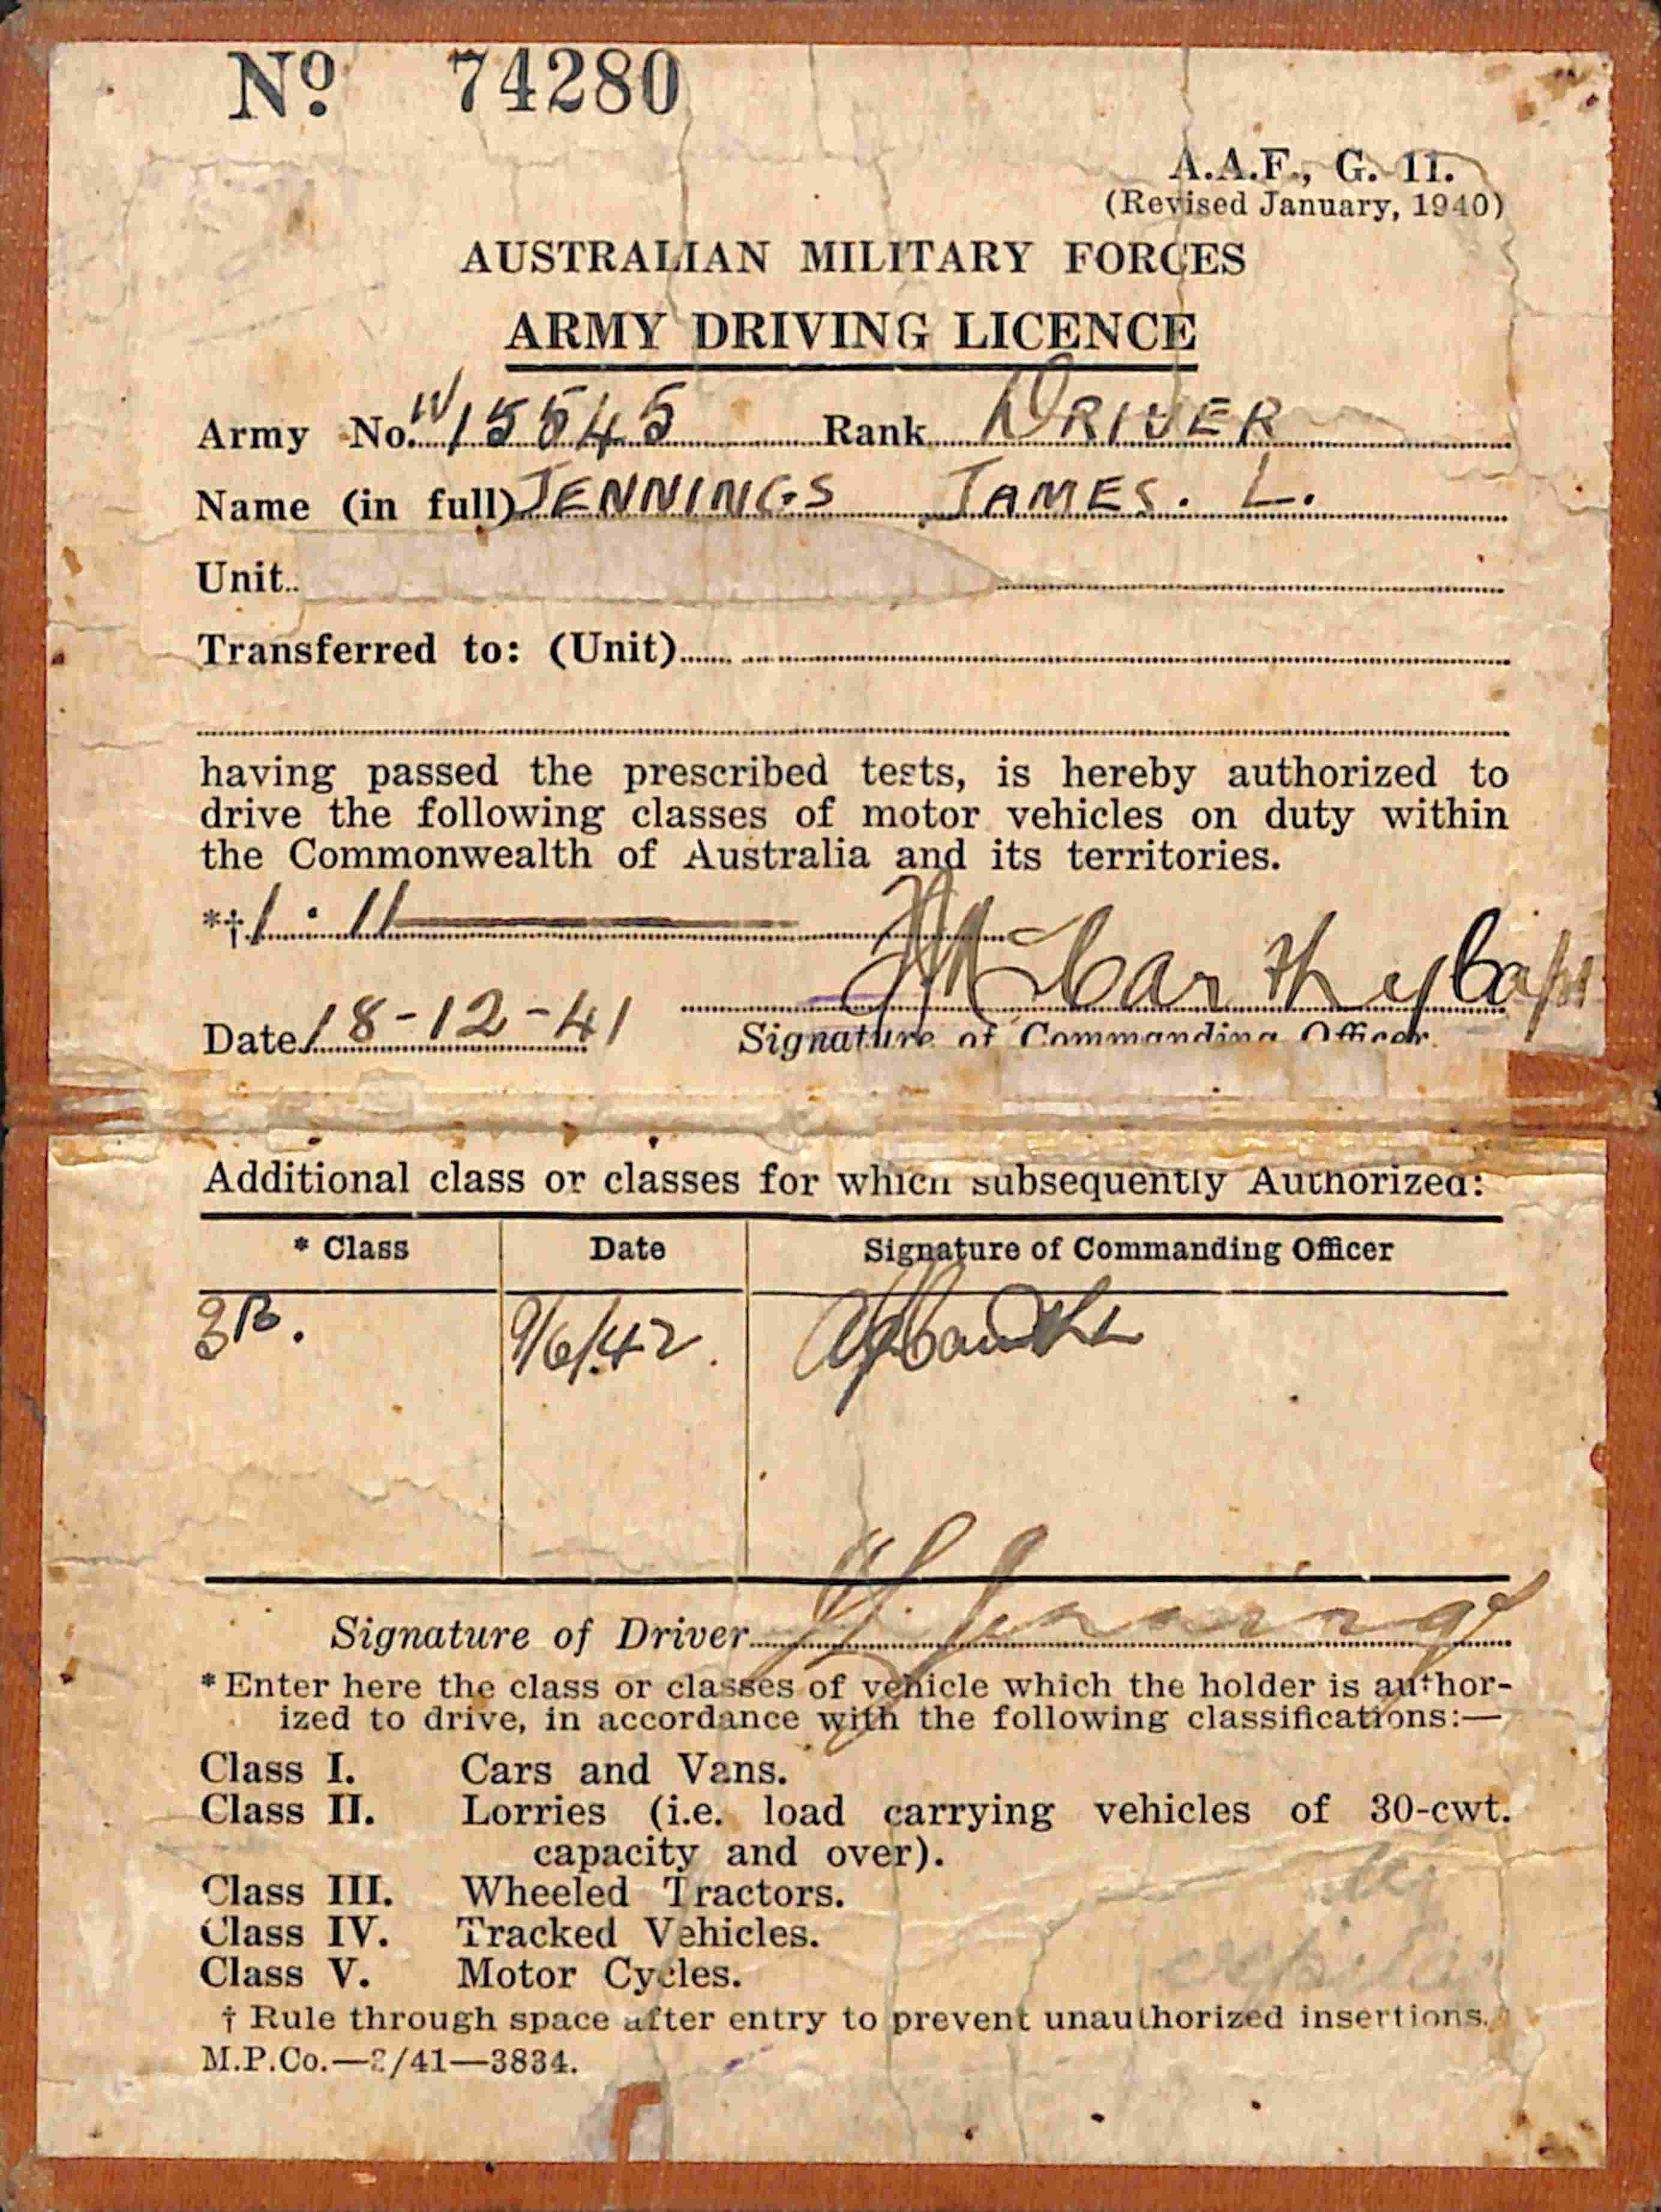 No 74280
A.A.F., G. 11.
(Revised January, 1940)
AUSTRALIAN MILITARY FORCES
ARMY DRIVING LICENCE
Army No. 15545 Rank DRIVER
Name (in full) JENNINGS JAMES. L.
Unit
Transferred to: (Unit)
having passed the prescribed tests, is hereby authorized to
drive the following classes of motor vehicles on duty within
the Commonwealth of Australia and its territories.
*† 1. 11
McCarthy Capt
Date 18-12-41 Signature of Commanding Officer.
Additional class or classes for which subsequently Authorized:
* Class Date Signature of Commanding Officer
3B. 9/6/42.
Signature of Driver J.L. Jennings
* Enter here the class or classes of vehicle which the holder is author-
ized to drive, in accordance with the following classifications:—
Class I. Cars and Vans.
Class II. Lorries (i.e. load carrying vehicles of 30-cwt.
capacity and over).
Class III. Wheeled Tractors.
Class IV. Tracked Vehicles.
Class V. Motor Cycles.
† Rule through space after entry to prevent unauthorized insertions.
M.P.Co.—2/41—3834.